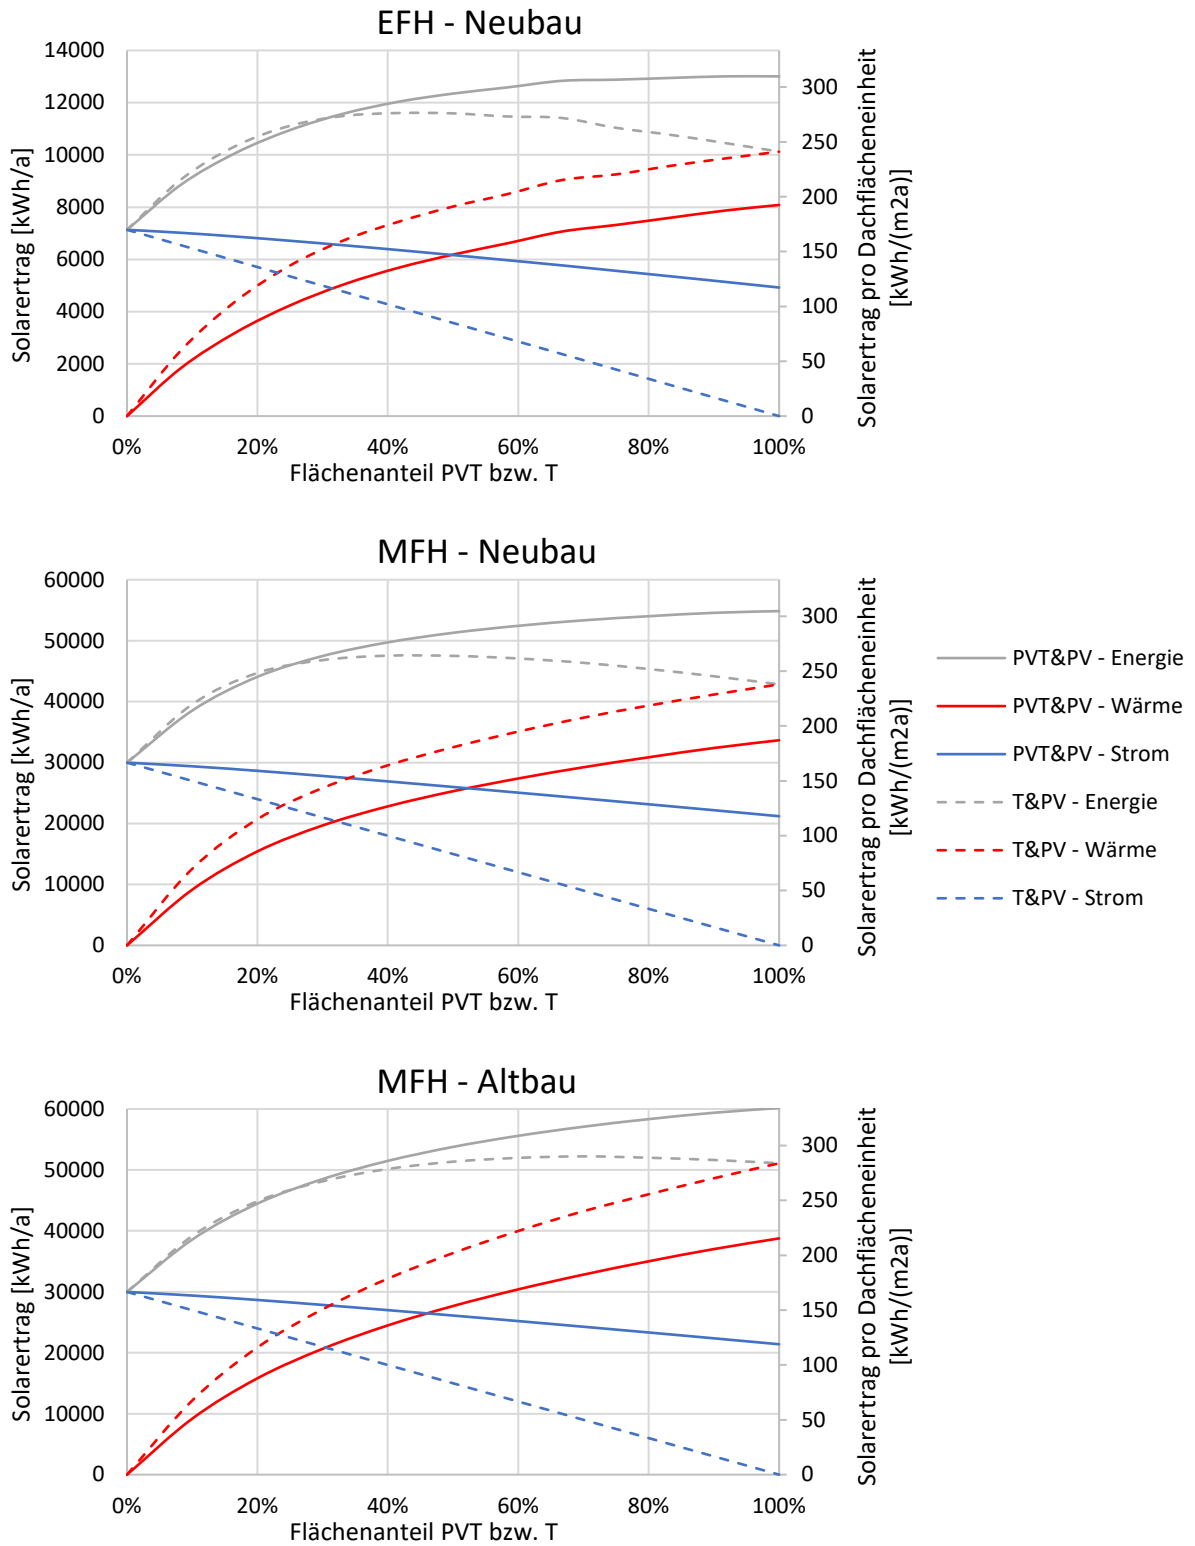 EFH - Neubau
Solarertrag [kWh/a]
14000
12000
10000
8000
6000
4000
2000
0
300
250
200
150
100
50
0
Solarertrag pro Dachflächeneinheit
[kWh/(m2a)]
0%
20%
40%
60%
80%
100%
Flächenanteil PVT bzw. T
MFH - Neubau
Solarertrag [kWh/a]
60000
50000
40000
30000
20000
10000
0
300
250
200
150
100
50
0
Solarertrag pro Dachflächeneinheit
[kWh/(m2a)]
0%
20%
40%
60%
80%
100%
Flächenanteil PVT bzw. T
PVT&PV - Energie
PVT&PV - Wärme
PVT&PV - Strom
T&PV - Energie
T&PV - Wärme
T&PV - Strom
MFH - Altbau
Solarertrag [kWh/a]
60000
50000
40000
30000
20000
10000
0
300
250
200
150
100
50
0
Solarertrag pro Dachflächeneinheit
[kWh/(m2a)]
0%
20%
40%
60%
80%
100%
Flächenanteil PVT bzw. T